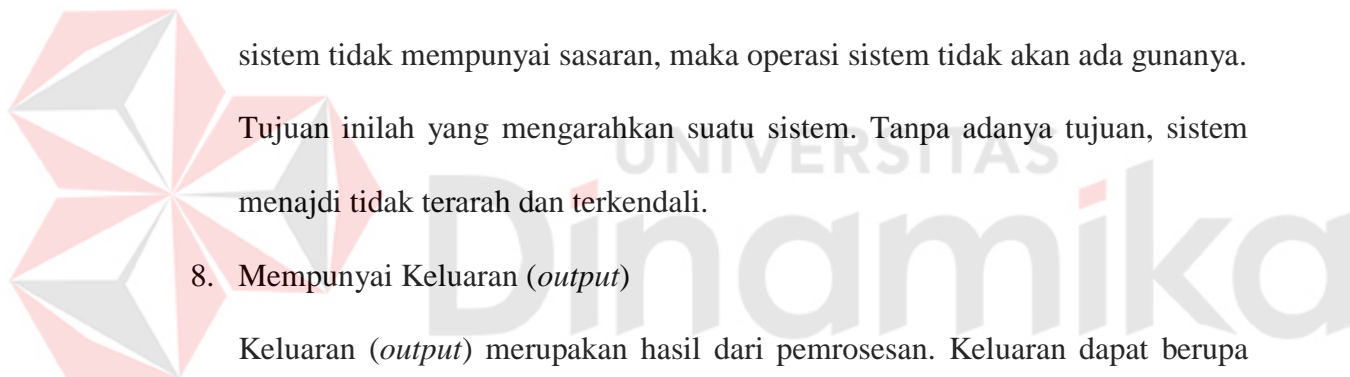 sistem tidak mempunyai sasaran, maka operasi sistem tidak akan ada gunanya.
Tujuan inilah yang mengarahkan suatu sistem. Tanpa adanya tujuan, sistem
UNIVERSITAS
menajdi tidak terarah dan terkendali.
Dinamika
8. Mempunyai Keluaran (output)
Keluaran (output) merupakan hasil dari pemrosesan. Keluaran dapat berupa